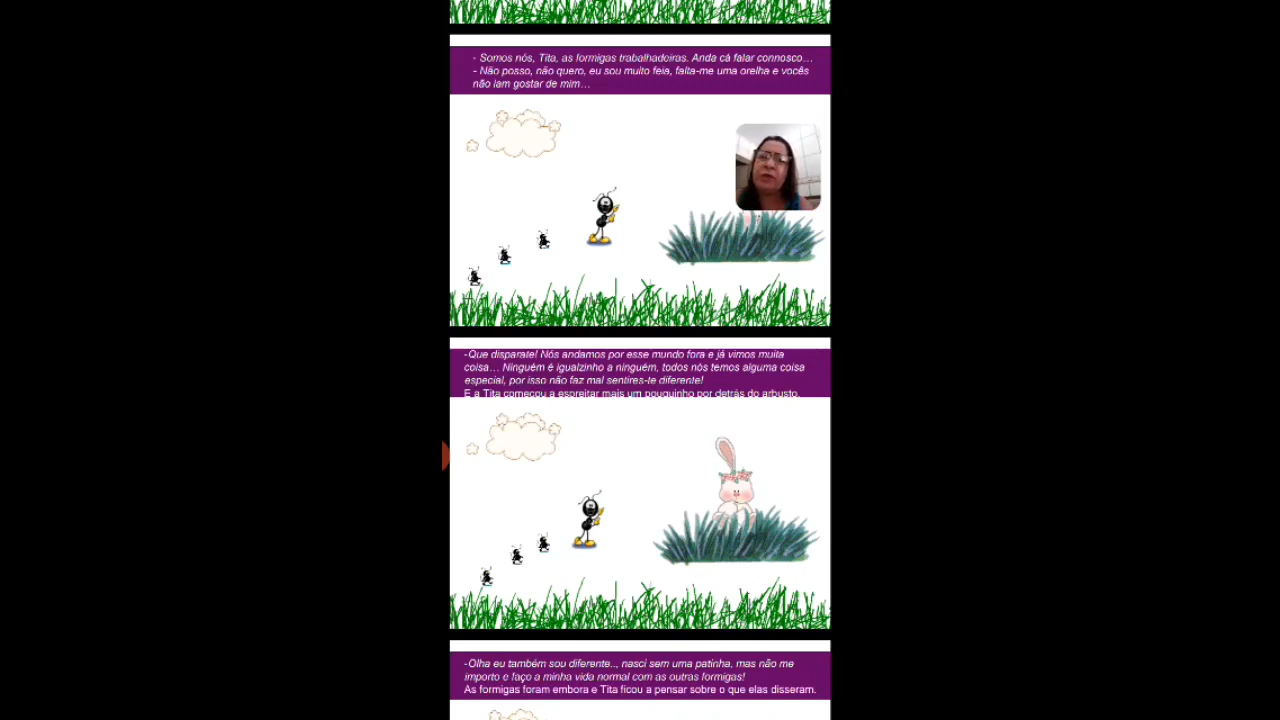 - Somos nós, Tita, as formigas trabalhadeiras. Anda cá falar connosco…
- Não posso, não quero, eu sou muito feia, falta-me uma orelha e vocês
não iam gostar de mim…
-Que disparate! Nós andamos por esse mundo fora e já vimos muita
coisa… Ninguém é igualzinho a ninguém, todos nós temos alguma coisa
especial, por isso não faz mal sentires-te diferente!
E a Tita começou a espreitar mais um pouquinho por detrás do arbusto.
-Olha eu também sou diferente.., nasci sem uma patinha, mas não me
importo e faço a minha vida normal com as outras formigas!
As formigas foram embora e Tita ficou a pensar sobre o que elas disseram.